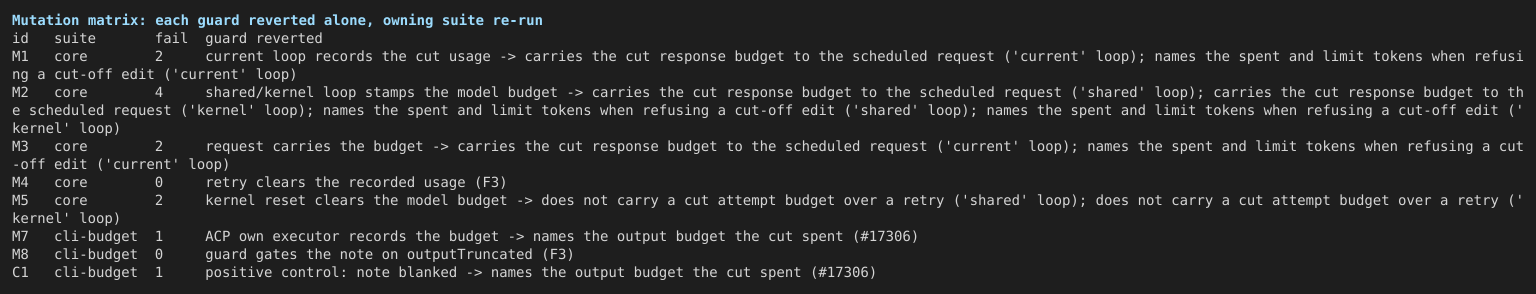 Mutation matrix: each guard reverted alone, owning suite re-run
id   suite       fail  guard reverted
M1   core        2     current loop records the cut usage -> carries the cut response budget to the scheduled request ('current' loop); names the spent and limit tokens when refusi
ng a cut-off edit ('current' loop)
M2   core        4     shared/kernel loop stamps the model budget -> carries the cut response budget to the scheduled request ('shared' loop); carries the cut response budget to th
e scheduled request ('kernel' loop); names the spent and limit tokens when refusing a cut-off edit ('shared' loop); names the spent and limit tokens when refusing a cut-off edit ('
kernel' loop)
M3   core        2     request carries the budget -> carries the cut response budget to the scheduled request ('current' loop); names the spent and limit tokens when refusing a cut
-off edit ('current' loop)
M4   core        0     retry clears the recorded usage (F3)
M5   core        2     kernel reset clears the model budget -> does not carry a cut attempt budget over a retry ('shared' loop); does not carry a cut attempt budget over a retry ('
kernel' loop)
M7   cli-budget  1     ACP own executor records the budget -> names the output budget the cut spent (#17306)
M8   cli-budget  0     guard gates the note on outputTruncated (F3)
C1   cli-budget  1     positive control: note blanked -> names the output budget the cut spent (#17306)